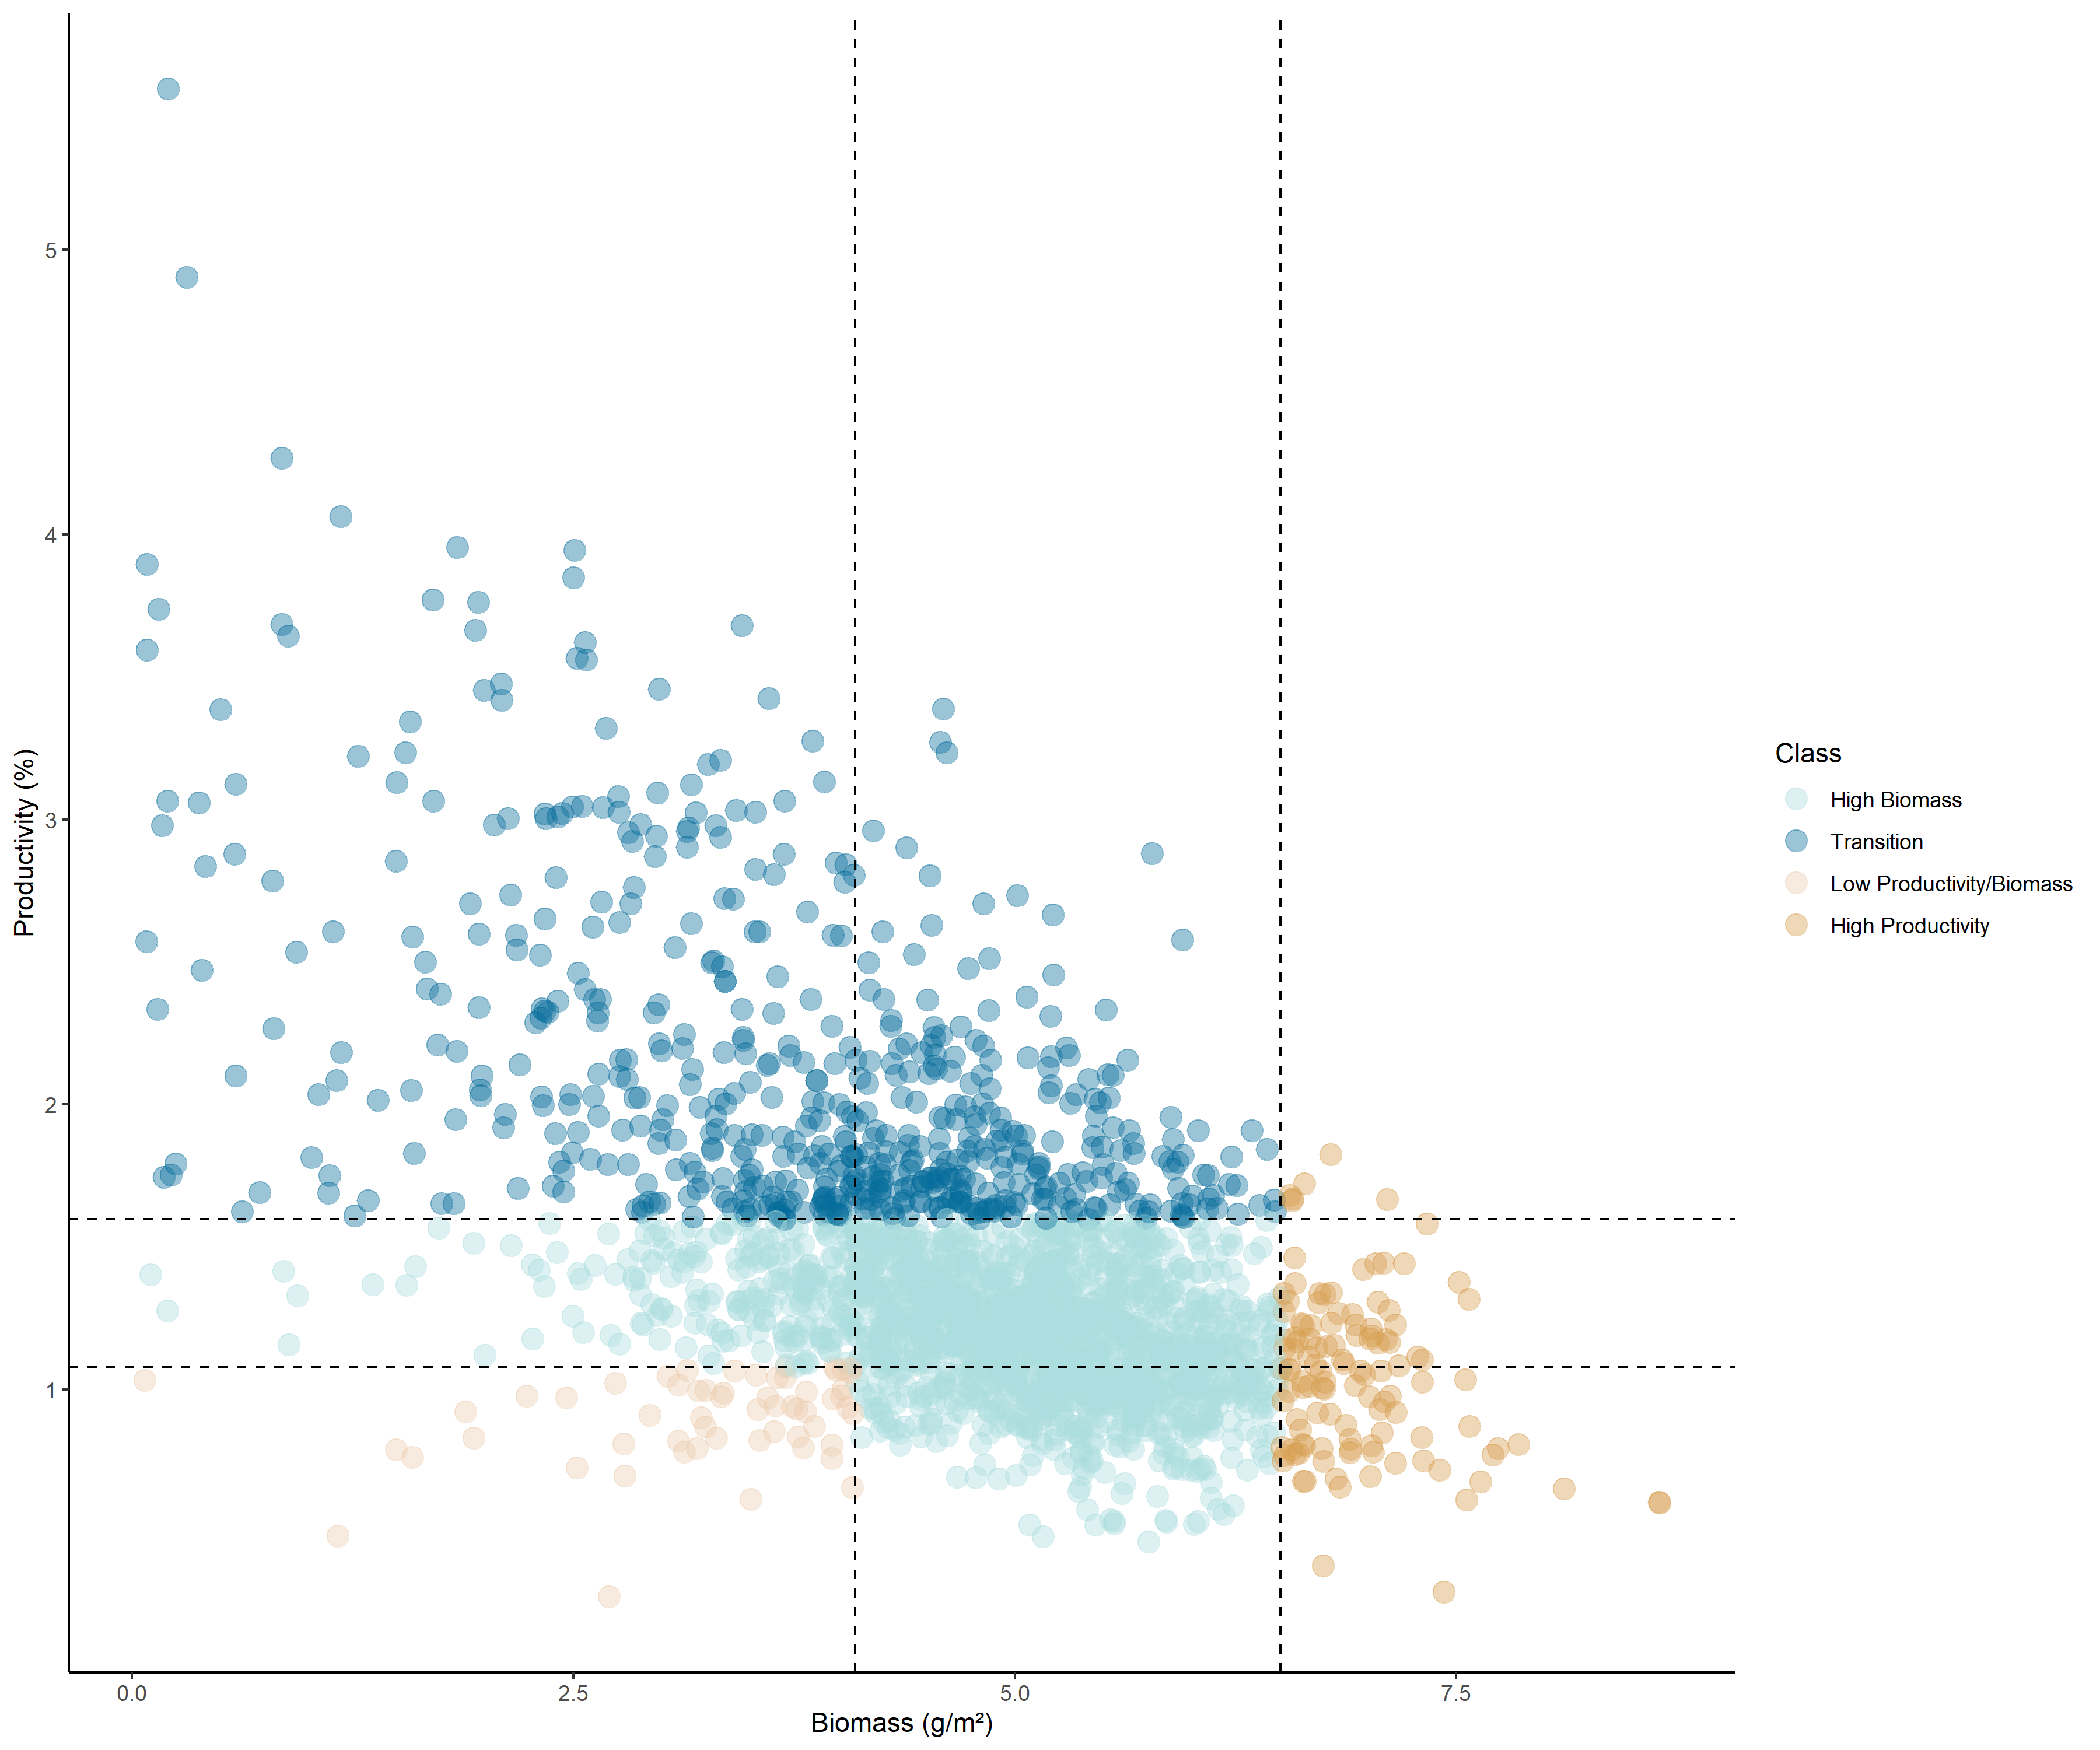 5
4
3
2
1
Productivity (%)
0.0 2.5 5.0 7.5
Biomass (g/m²)
Class
High Biomass
Transition
Low Productivity/Biomass
High Productivity